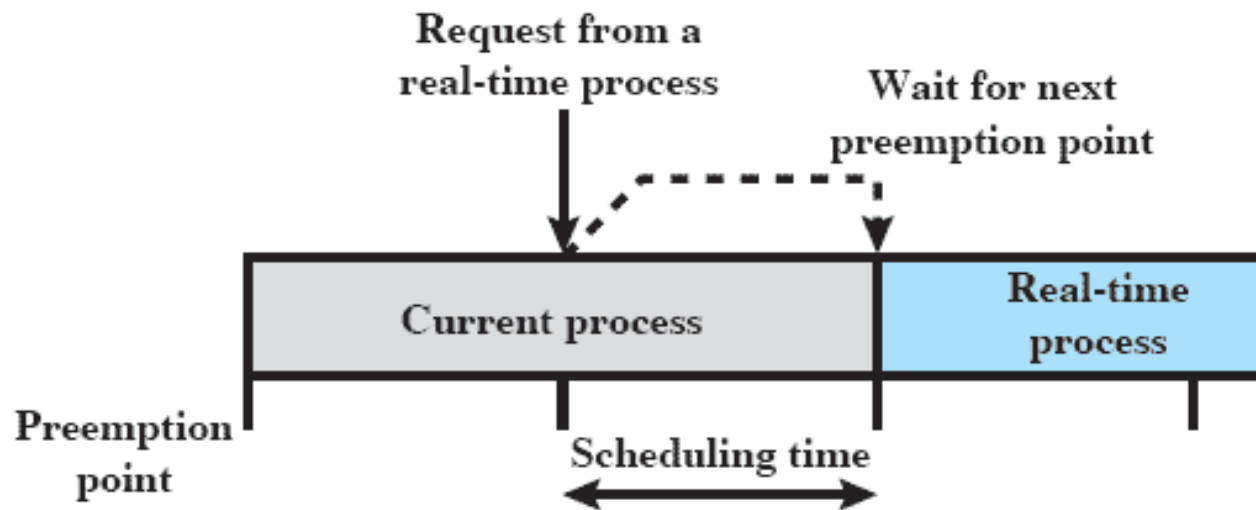 Request from a
real-time process
Wait for next
preemption point
Current process
Real-time
process
Preemption
point
Scheduling time